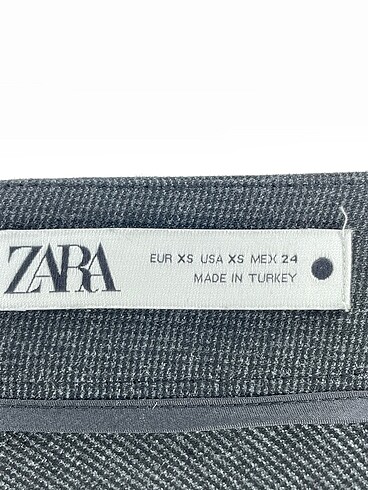 ZARA
EUR XS USA XS MEX 24
MADE IN TURKEY